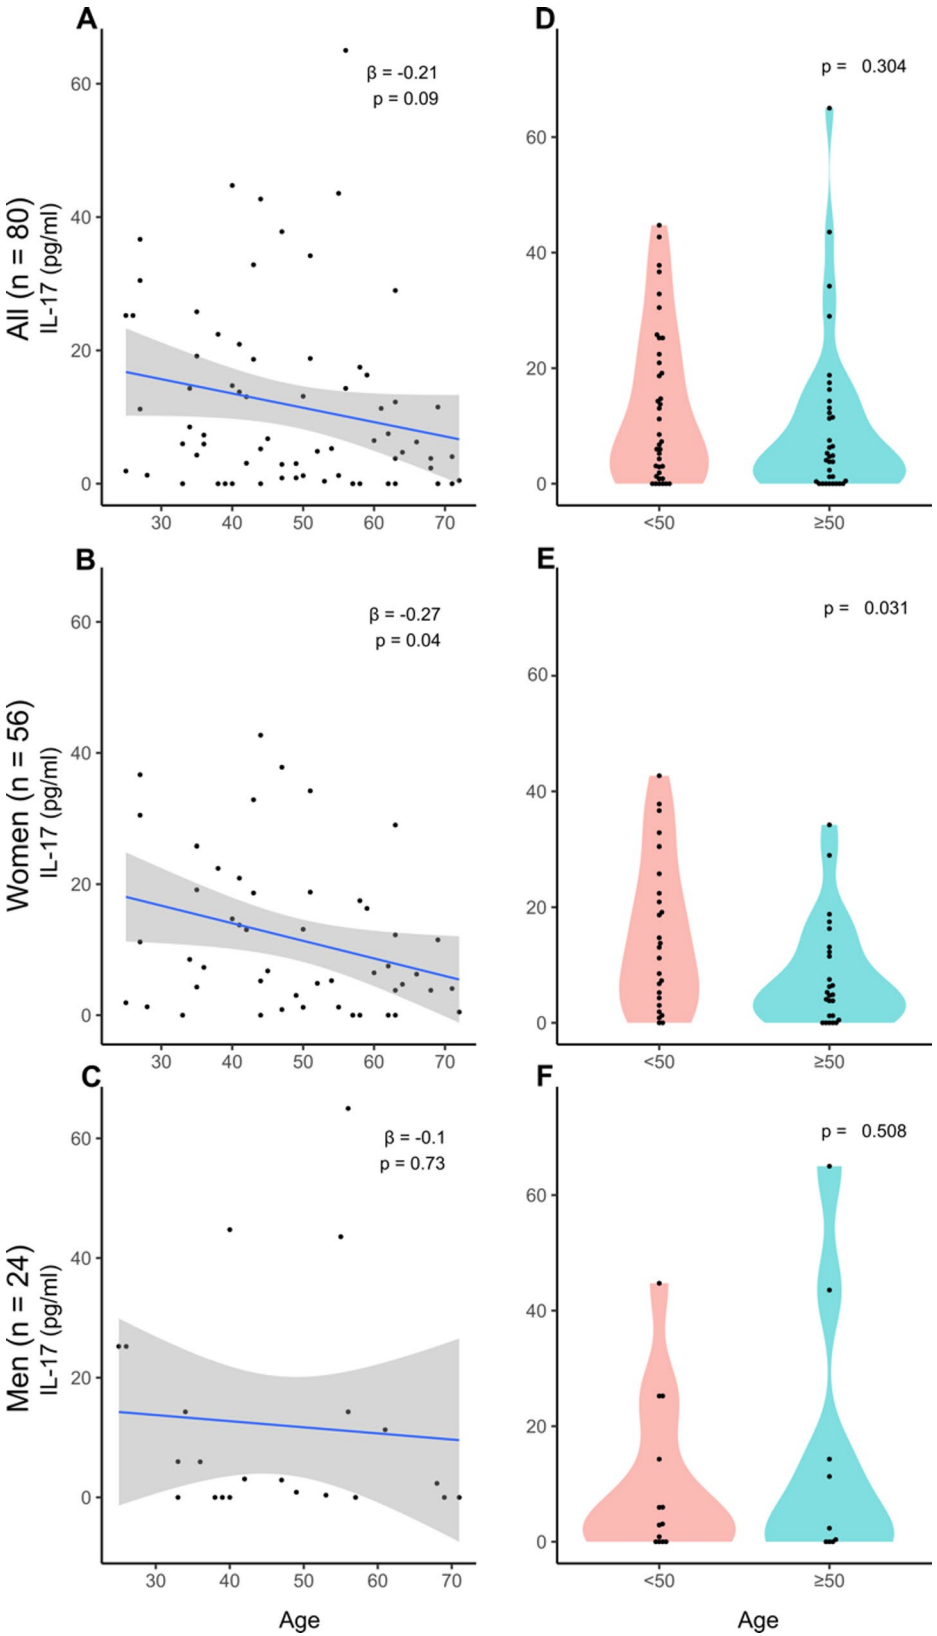 A
D
β = -0.21
p = 0.09
p = 0.304
All (n = 80)
IL-17 (pg/ml)
60
40
20
0
30 40 50 60 70
60
40
20
0
<50 ≥50
B
E
β = -0.27
p = 0.04
p = 0.031
Women (n = 56)
IL-17 (pg/ml)
60
40
20
0
30 40 50 60 70
60
40
20
0
<50 ≥50
C
F
β = -0.1
p = 0.73
p = 0.508
Men (n = 24)
IL-17 (pg/ml)
60
40
20
0
30 40 50 60 70
Age
60
40
20
0
<50 ≥50
Age